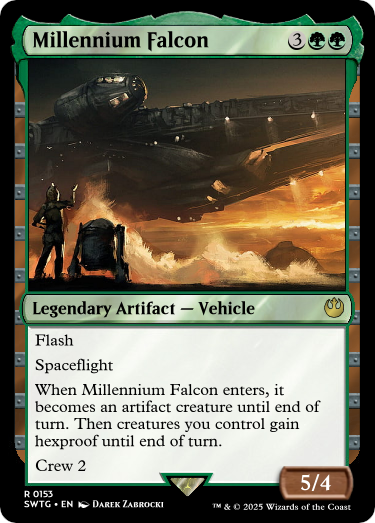 Millennium Falcon 3
Legendary Artifact — Vehicle
Flash
Spaceflight
When Millennium Falcon enters, it
becomes an artifact creature until end of
turn. Then creatures you control gain
hexproof until end of turn.
Crew 2
5/4
R 0153
SWTG • EN DAREK ZABROCKI
™ & © 2025 Wizards of the Coast